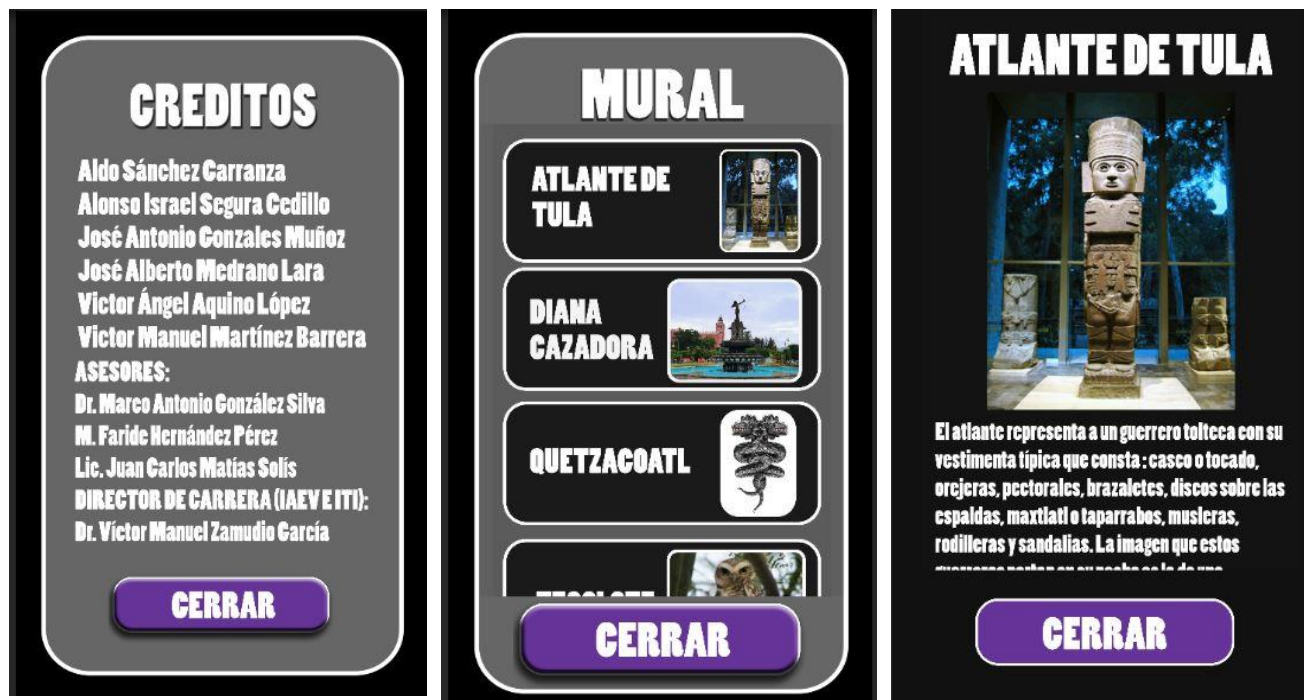 CREDITOS
Aldo Sánchez Carranza
Alonso Israel Segura Cedillo
José Antonio Gonzales Muñoz
José Alberto Medrano Lara
Victor Ángel Aquino López
Victor Manuel Martínez Barrera
ASESORES:
Dr. Marco Antonio González Silva
M. Faride Hernández Pérez
Lic. Juan Carlos Matías Solís
DIRECTOR DE CARRERA (IAEV E ITI):
Dr. Víctor Manuel Zamudio García
CERRAR
MURAL
ATLANTE DE
TULA
DIANA
CAZADORA
QUETZACOATL
CERRAR
ATLANTE DE TULA
El atlante representa a un guerrero tolteca con su
vestimenta típica que consta : casco o tocado,
orejeras, pectorales, brazaletes, discos sobre las
espaldas, maxtlatl o taparrabos, musleras,
rodilleras y sandalias. La imagen que estos
CERRAR